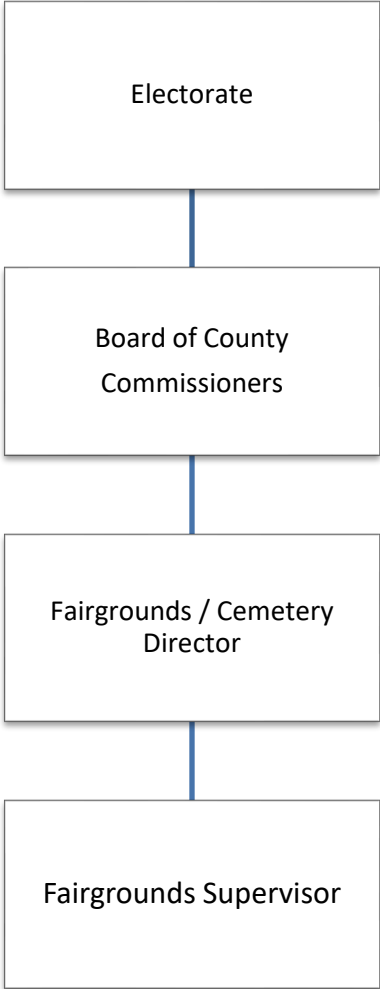 Electorate
Board of County
Commissioners
Fairgrounds / Cemetery
Director
Fairgrounds Supervisor